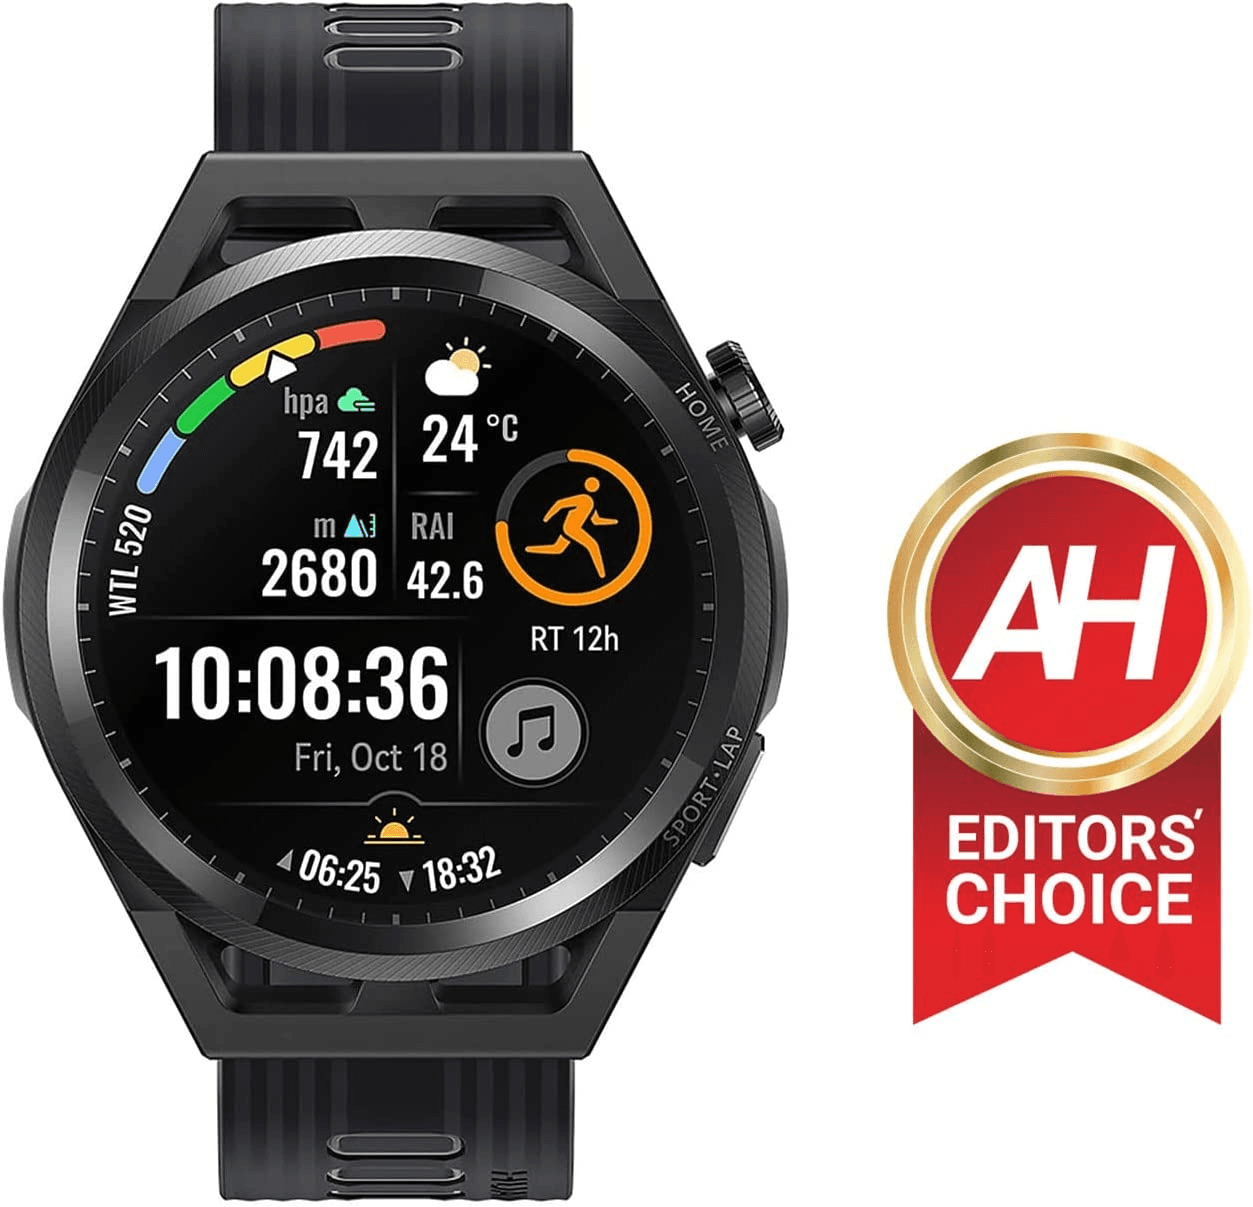 HOME
hpa
742
24 °C
WTL 520
m
2680
RAI
42.6
RT 12h
10:08:36
Fri, Oct 18
SPORT·LAP
06:25 18:32
AH
EDITORS'
CHOICE